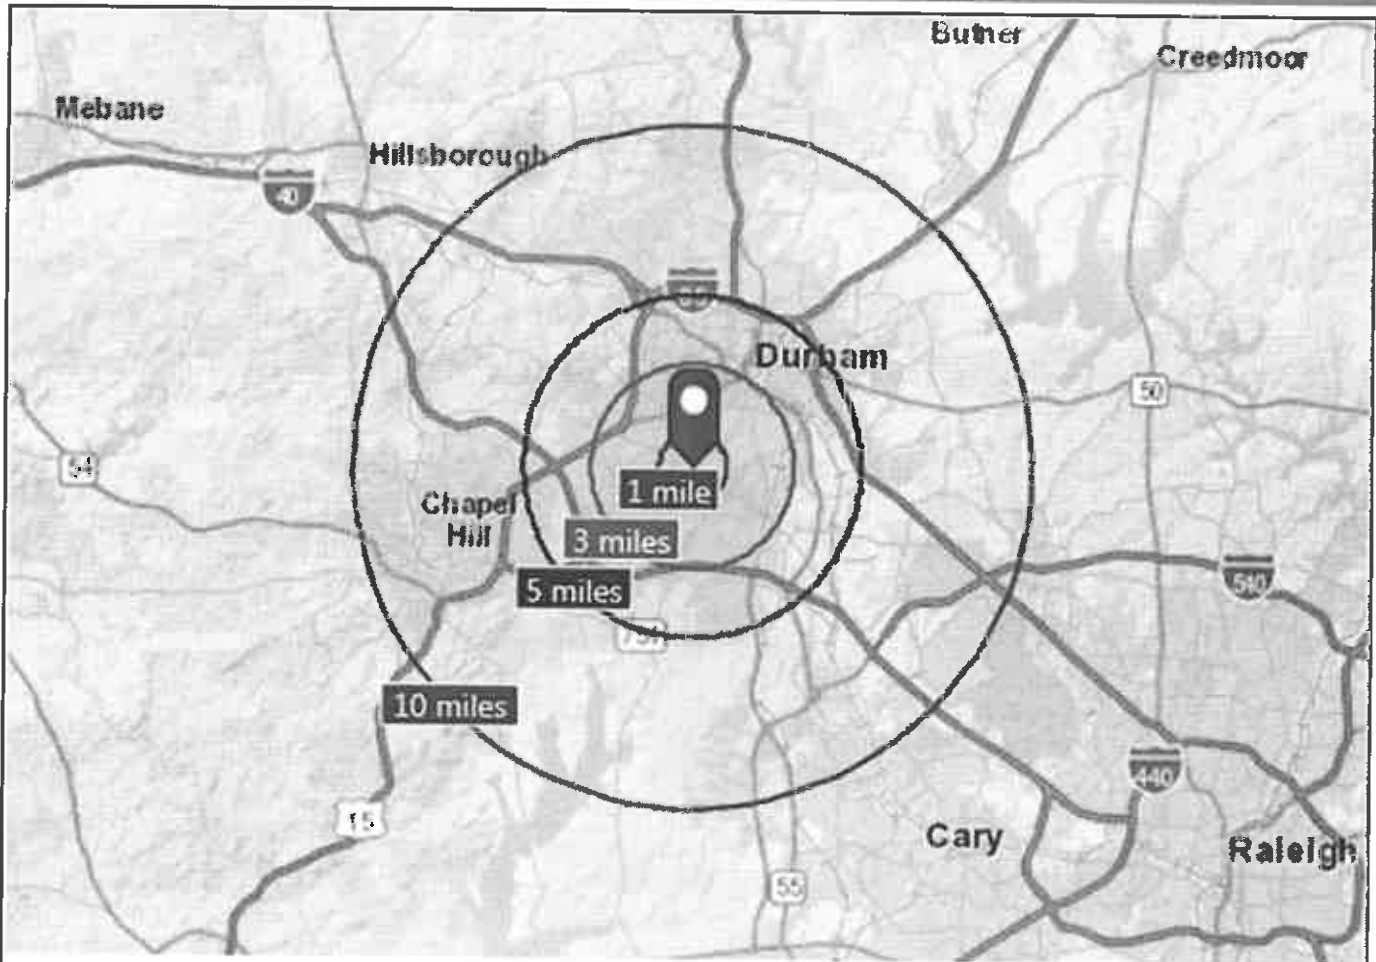 Butner
Creedmoor
Mebane
Hillsborough
40
Durham
50
54
1 mile
Chapel
Hill
3 miles
540
5 miles
10 miles
440
15
Cary
Raleigh
55